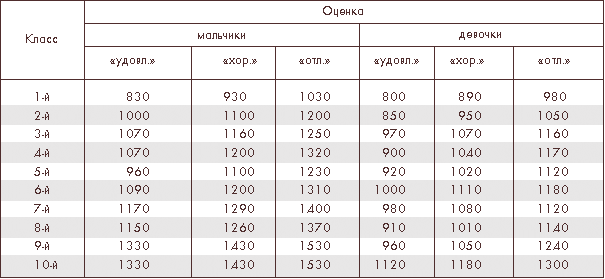 Оценка
Класс
мальчики девочки
«удовл.» «хор.» «отл.» «удовл.» «хор.» «отл.»
1-й 830 930 1030 800 890 980
2-й 1000 1100 1200 850 950 1050
3-й 1070 1160 1250 970 1070 1160
4-й 1070 1200 1320 900 1040 1170
5-й 960 1100 1230 920 1020 1120
6-й 1090 1200 1310 1000 1110 1180
7-й 1170 1290 1400 980 1080 1120
8-й 1150 1260 1370 910 1010 1140
9-й 1330 1430 1530 960 1050 1240
10-й 1330 1430 1530 1120 1180 1300